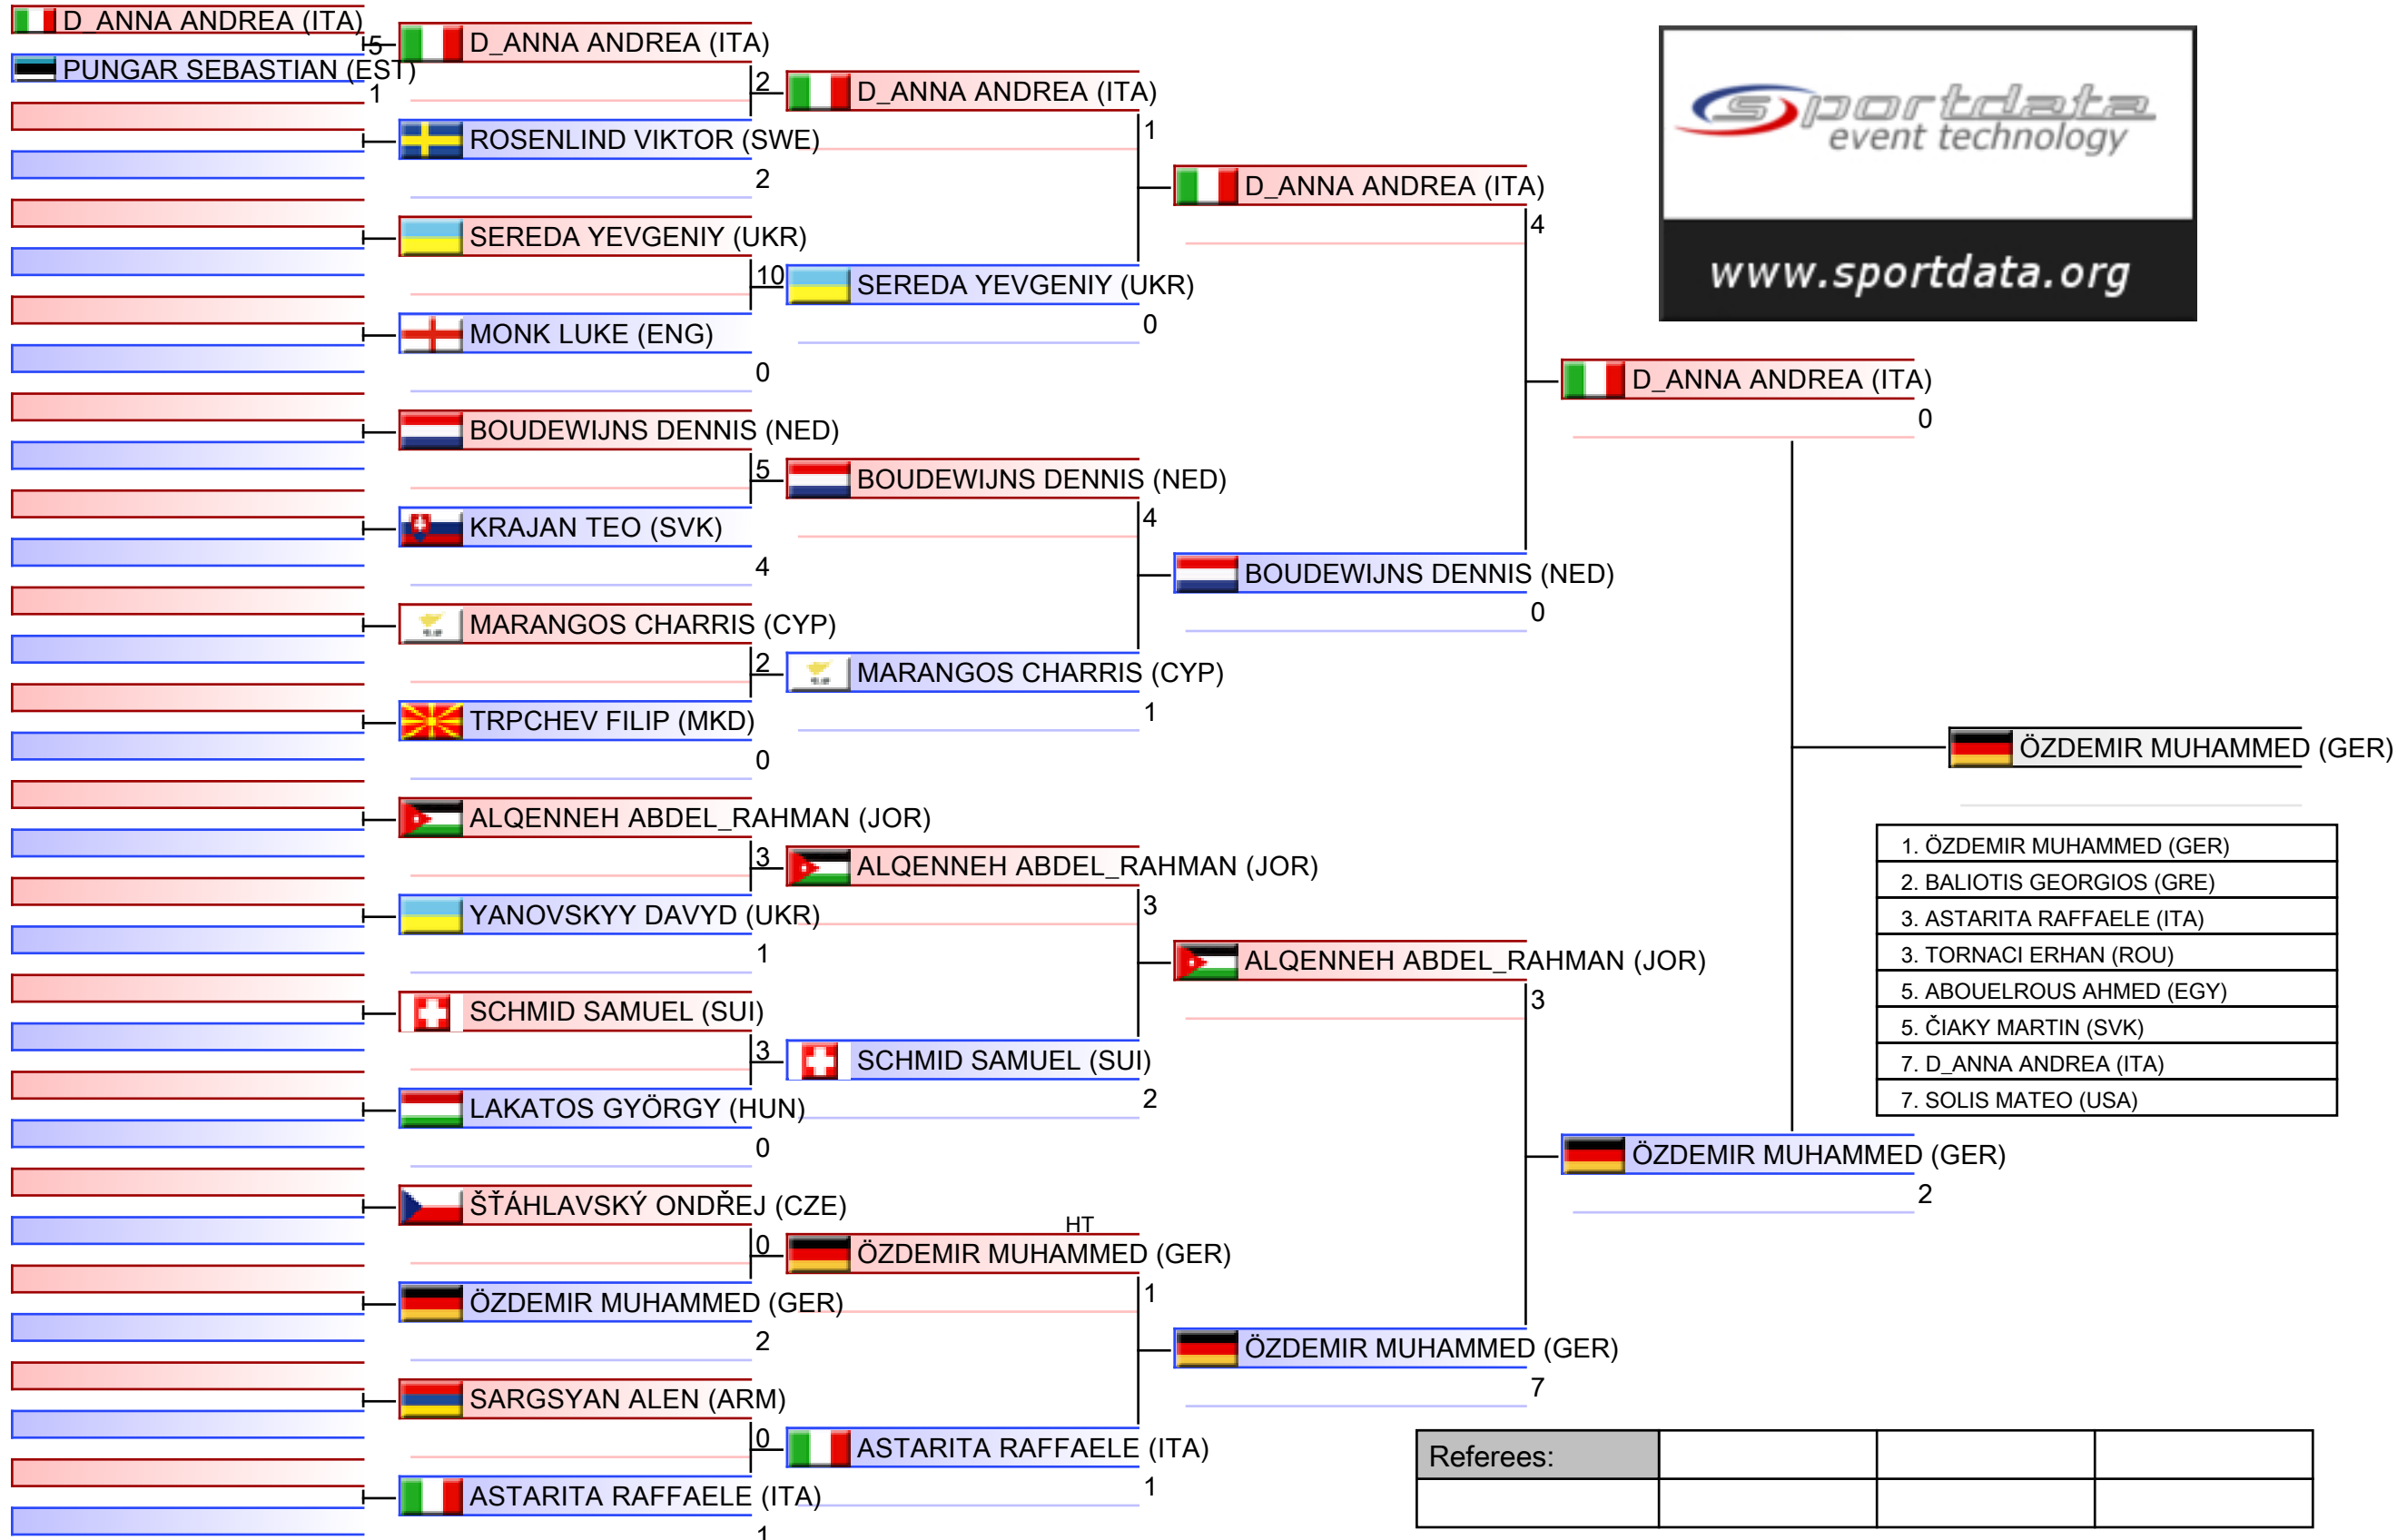 D_ANNA ANDREA (ITA)
5
PUNGAR SEBASTIAN (EST)
1
D_ANNA ANDREA (ITA)
2
ROSENLIND VIKTOR (SWE)
2
SEREDA YEVGENIY (UKR)
10
MONK LUKE (ENG)
0
BOUDEWIJNS DENNIS (NED)
5
KRAJAN TEO (SVK)
4
MARANGOS CHARRIS (CYP)
2
TRPCHEV FILIP (MKD)
0
ALQENNEH ABDEL_RAHMAN (JOR)
3
YANOVSKYY DAVYD (UKR)
1
SCHMID SAMUEL (SUI)
3
LAKATOS GYÖRGY (HUN)
0
ŠŤÁHLAVSKÝ ONDŘEJ (CZE)
0
ÖZDEMIR MUHAMMED (GER)
2
SARGSYAN ALEN (ARM)
0
ASTARITA RAFFAELE (ITA)
1
D_ANNA ANDREA (ITA)
1
SEREDA YEVGENIY (UKR)
0
BOUDEWIJNS DENNIS (NED)
4
MARANGOS CHARRIS (CYP)
1
ALQENNEH ABDEL_RAHMAN (JOR)
3
SCHMID SAMUEL (SUI)
2
HT
ÖZDEMIR MUHAMMED (GER)
1
ASTARITA RAFFAELE (ITA)
1
D_ANNA ANDREA (ITA)
4
BOUDEWIJNS DENNIS (NED)
0
ALQENNEH ABDEL_RAHMAN (JOR)
3
ÖZDEMIR MUHAMMED (GER)
7
D_ANNA ANDREA (ITA)
0
ÖZDEMIR MUHAMMED (GER)
2
ÖZDEMIR MUHAMMED (GER)
sportdata
event technology
www.sportdata.org
1. ÖZDEMIR MUHAMMED (GER)
2. BALIOTIS GEORGIOS (GRE)
3. ASTARITA RAFFAELE (ITA)
3. TORNACI ERHAN (ROU)
5. ABOUELROUS AHMED (EGY)
5. ČIAKY MARTIN (SVK)
7. D_ANNA ANDREA (ITA)
7. SOLIS MATEO (USA)
Referees: